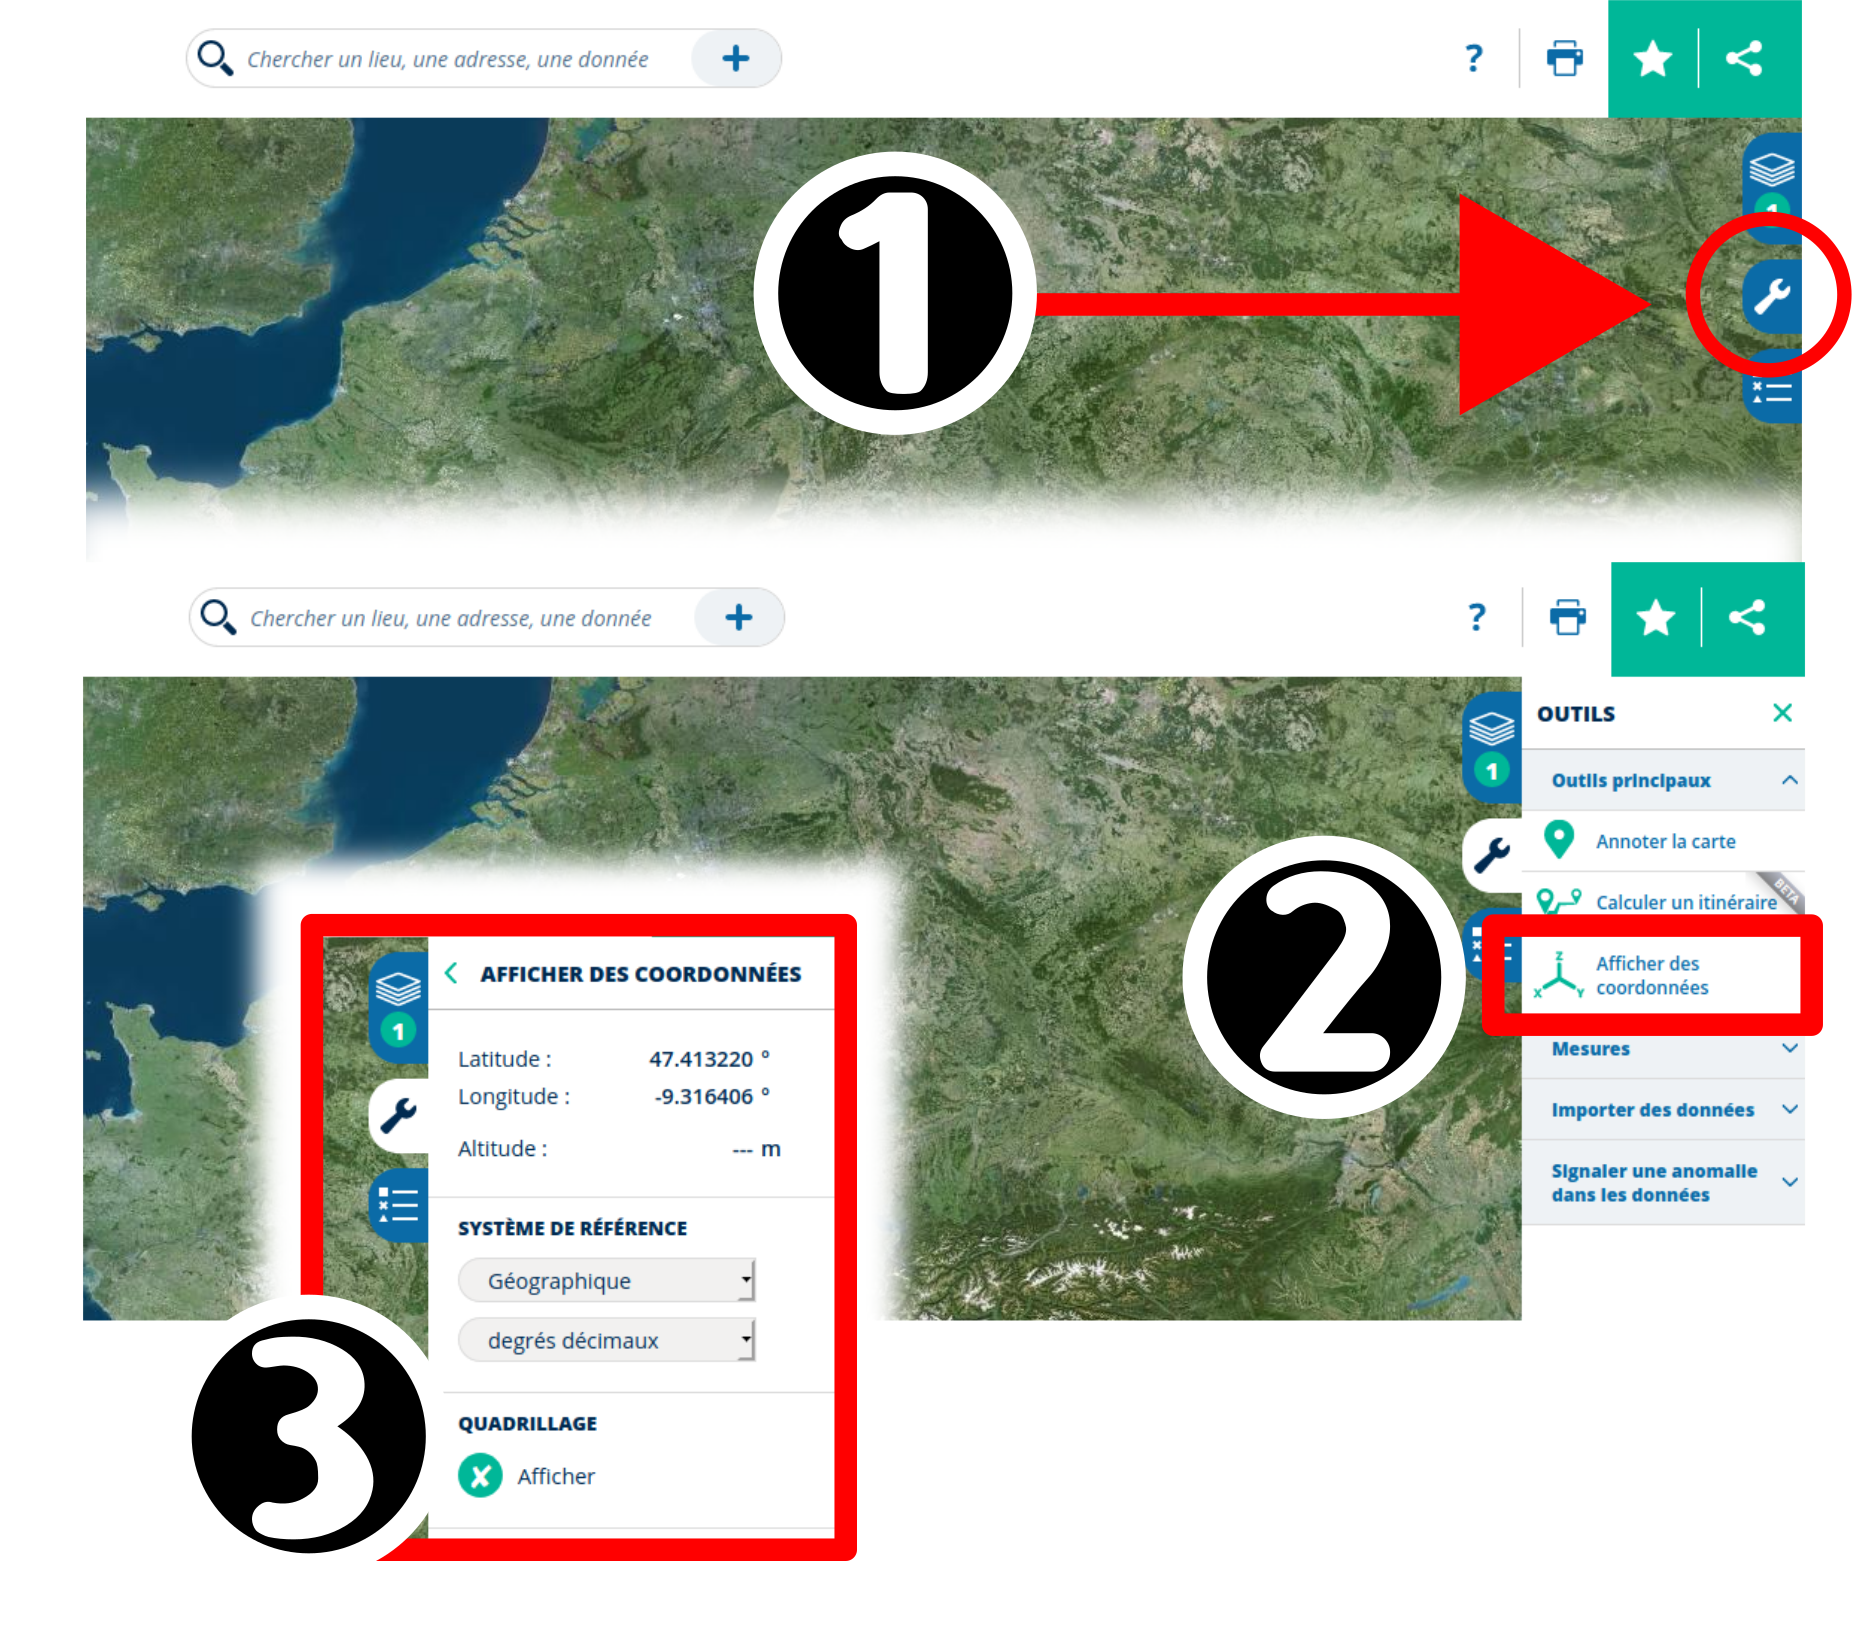 Chercher un lieu, une adresse, une donnée
+
?
1
1
Chercher un lieu, une adresse, une donnée
+
?
OUTILS
1
Outils principaux
Annoter la carte
BETA
Calculer un itinéraire
2
Z
X
Y
Afficher des
coordonnées
Mesures
Importer des données
Signaler une anomalie
dans les données
AFFICHER DES COORDONNÉES
1
Latitude : 47.413220 °
Longitude : -9.316406 °
Altitude : --- m
SYSTÈME DE RÉFÉRENCE
Géographique
degrés décimaux
3
QUADRILLAGE
Afficher